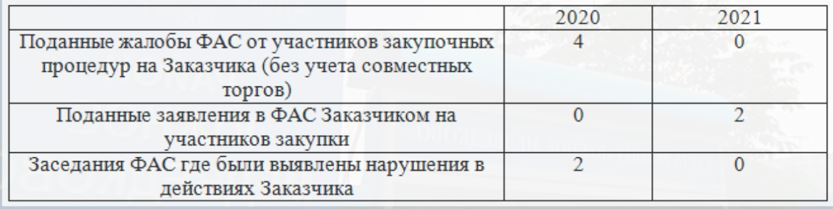 2020 2021
Поданные жалобы ФАС от участников закупочных 4 0
процедур на Заказчика (без учета совместных
торгов)
Поданные заявления в ФАС Заказчиком на 0 2
участников закупки
Заседания ФАС где были выявлены нарушения в 2 0
действиях Заказчика